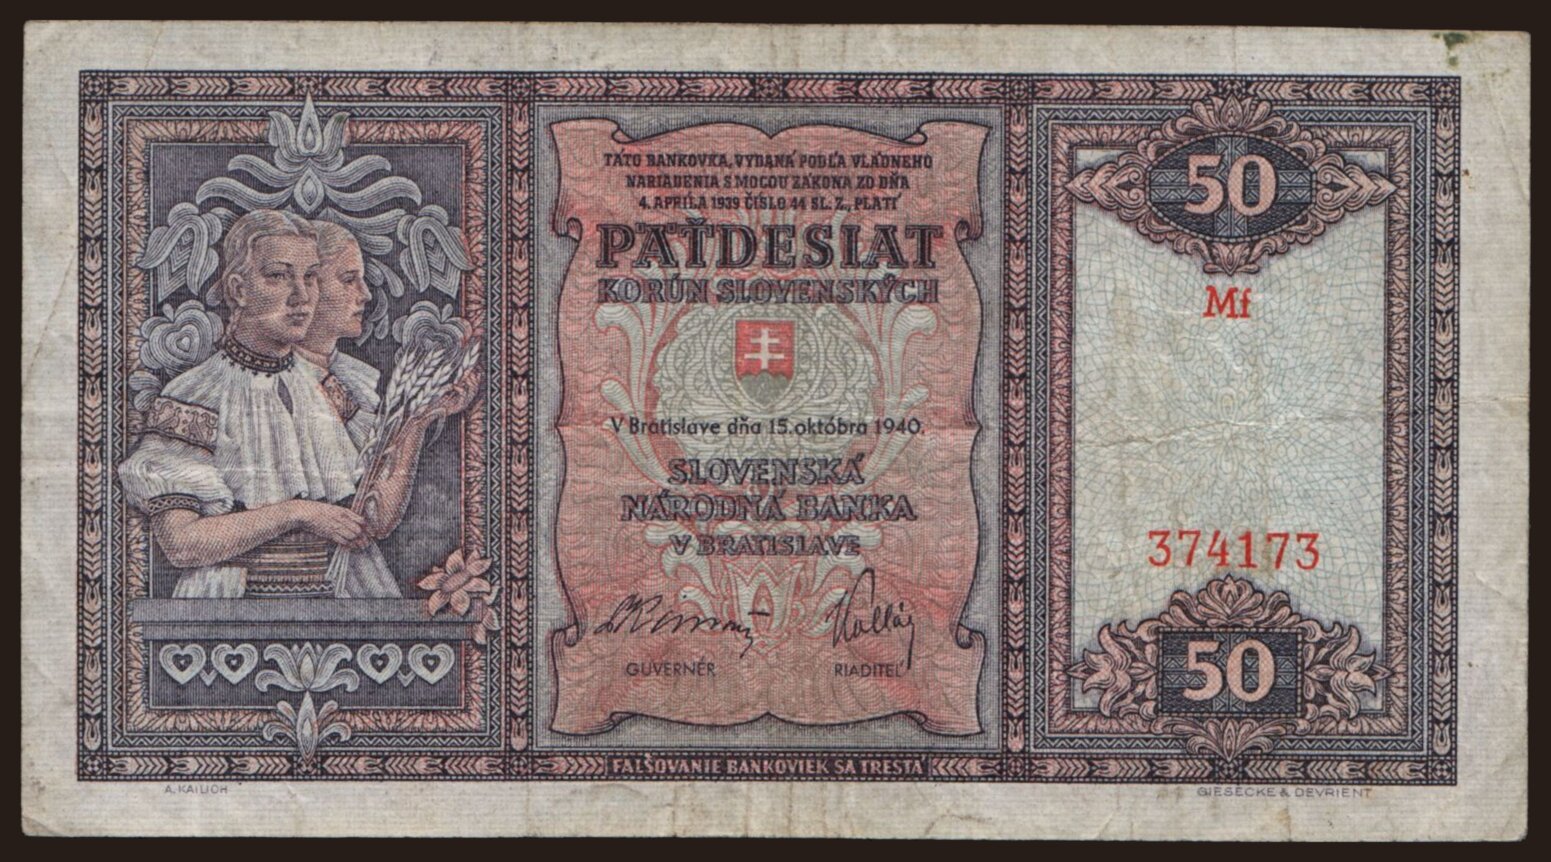 TÁTO BANKOVKA, VYDANÁ PODĽA VLÁDNEHO
NARIADENIA S MOCOU ZÁKONA ZO DŇA
4. APRÍLA 1939 ČÍSLO 44 SL. Z., PLATÍ
PÄŤDESIAT
KORÚN SLOVENSKÝCH
V Bratislave dňa 15. októbra 1940.
SLOVENSKÁ
NÁRODNÁ BANKA
V BRATISLAVE
GUVERNÉR
RIADITEĽ
FALŠOVANIE BANKOVIEK SA TRESTÁ
50
Mf
374173
50
A. KAILICH
GIESECKE & DEVRIENT